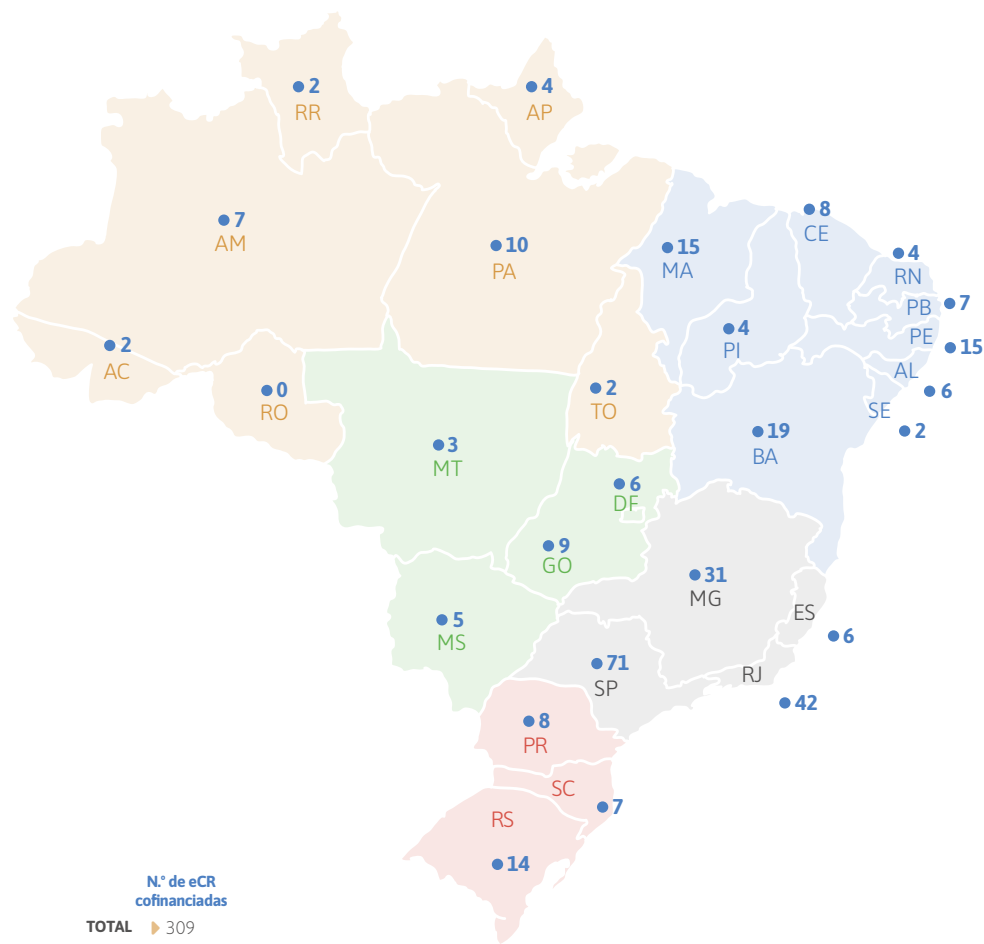 2
RR
4
AP
7
AM
10
PA
15
MA
8
CE
4
RN
7
PB
PE
15
4
PI
AL
6
SE
2
2
AC
0
RO
2
TO
19
BA
3
MT
6
DF
9
GO
31
MG
ES
6
5
MS
71
SP
RJ
42
8
PR
SC
7
RS
14
N.º de eCR
cofinanciadas
TOTAL 309